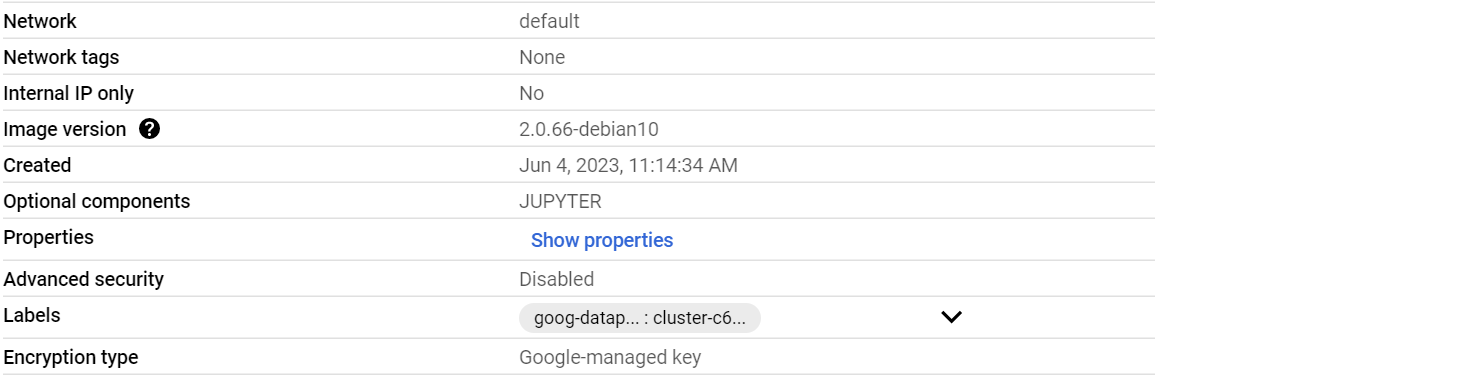 Network default
Network tags None
Internal IP only No
Image version ? 2.0.66-debian10
Created Jun 4, 2023, 11:14:34 AM
Optional components JUPYTER
Properties Show properties
Advanced security Disabled
Labels goog-datap... : cluster-c6...
Encryption type Google-managed key